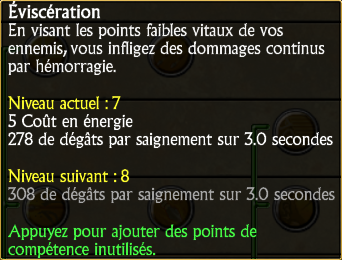 Éviscération
En visant les points faibles vitaux de vos
ennemis, vous infligez des dommages continus
par hémorragie.
Niveau actuel : 7
5 Coût en énergie
278 de dégâts par saignement sur 3.0 secondes
Niveau suivant : 8
308 de dégâts par saignement sur 3.0 secondes
Appuyez pour ajouter des points de
compétence inutilisés.